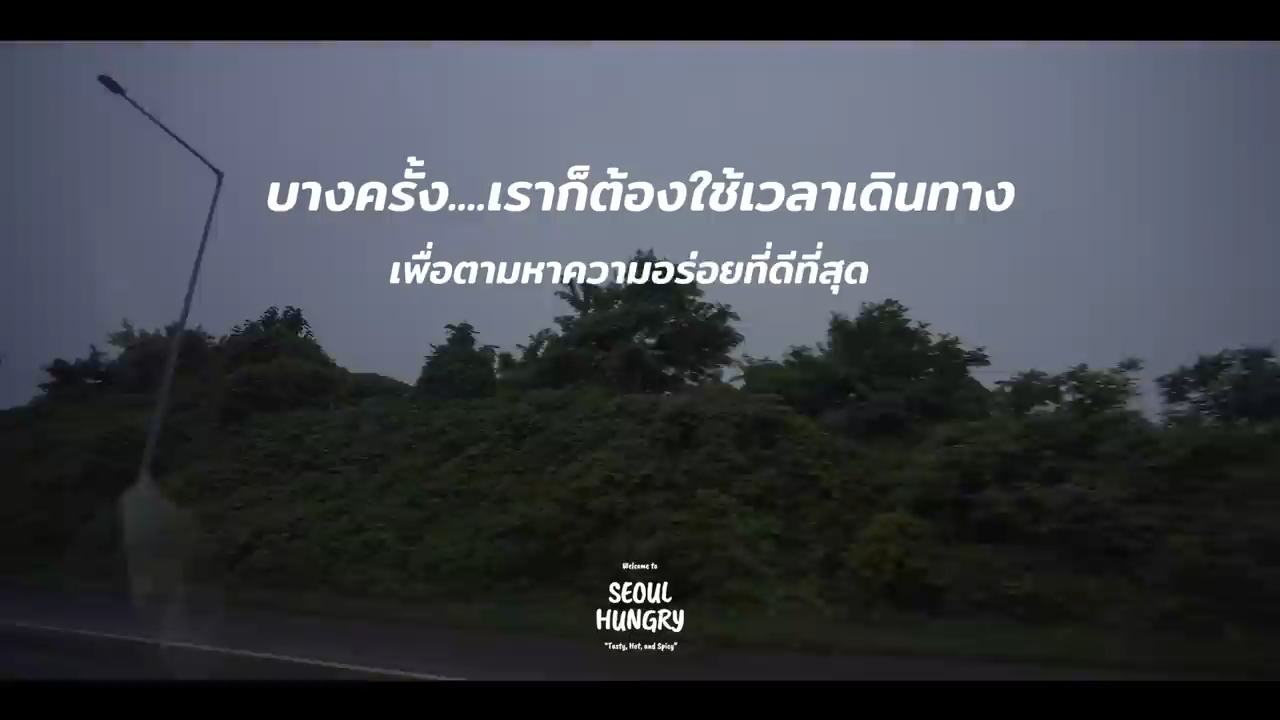 บางครั้ง....เราก็ต้องใช้เวลาเดินทาง
เพื่อตามหาความอร่อยที่ดีที่สุด
Welcome to
SEOUL
HUNGRY
"Tasty, Hot, and Spicy"